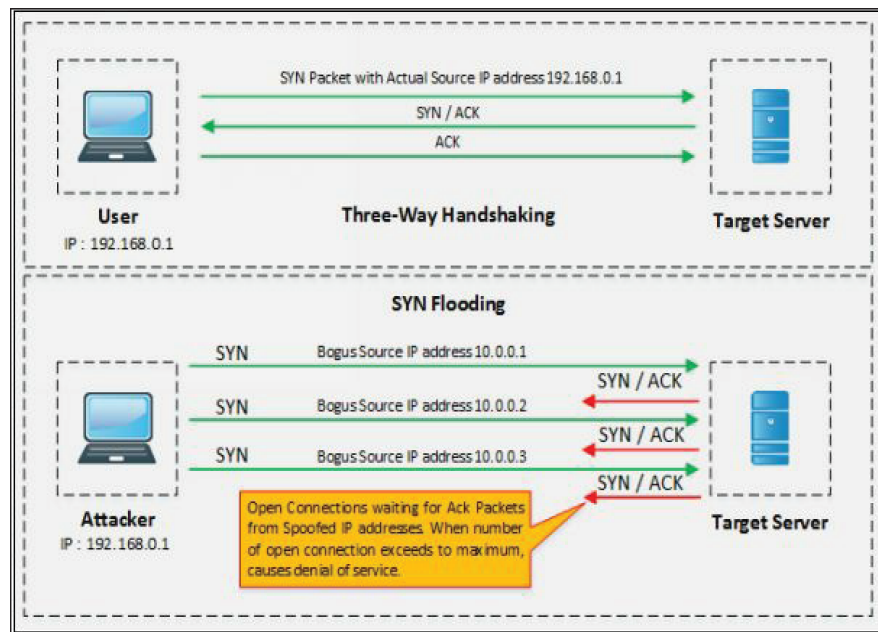 SYN Packet with Actual Source IP address 192.168.0.1
SYN / ACK
ACK
User
IP : 192.168.0.1
Three-Way Handshaking
Target Server
SYN Flooding
SYN
Bogus Source IP address 10.0.0.1
SYN / ACK
SYN
Bogus Source IP address 10.0.0.2
SYN / ACK
SYN
Bogus Source IP address 10.0.0.3
SYN / ACK
Attacker
IP : 192.168.0.1
Open Connections waiting for Ack Packets
from Spoofed IP addresses. When number
of open connection exceeds to maximum,
causes denial of service.
Target Server